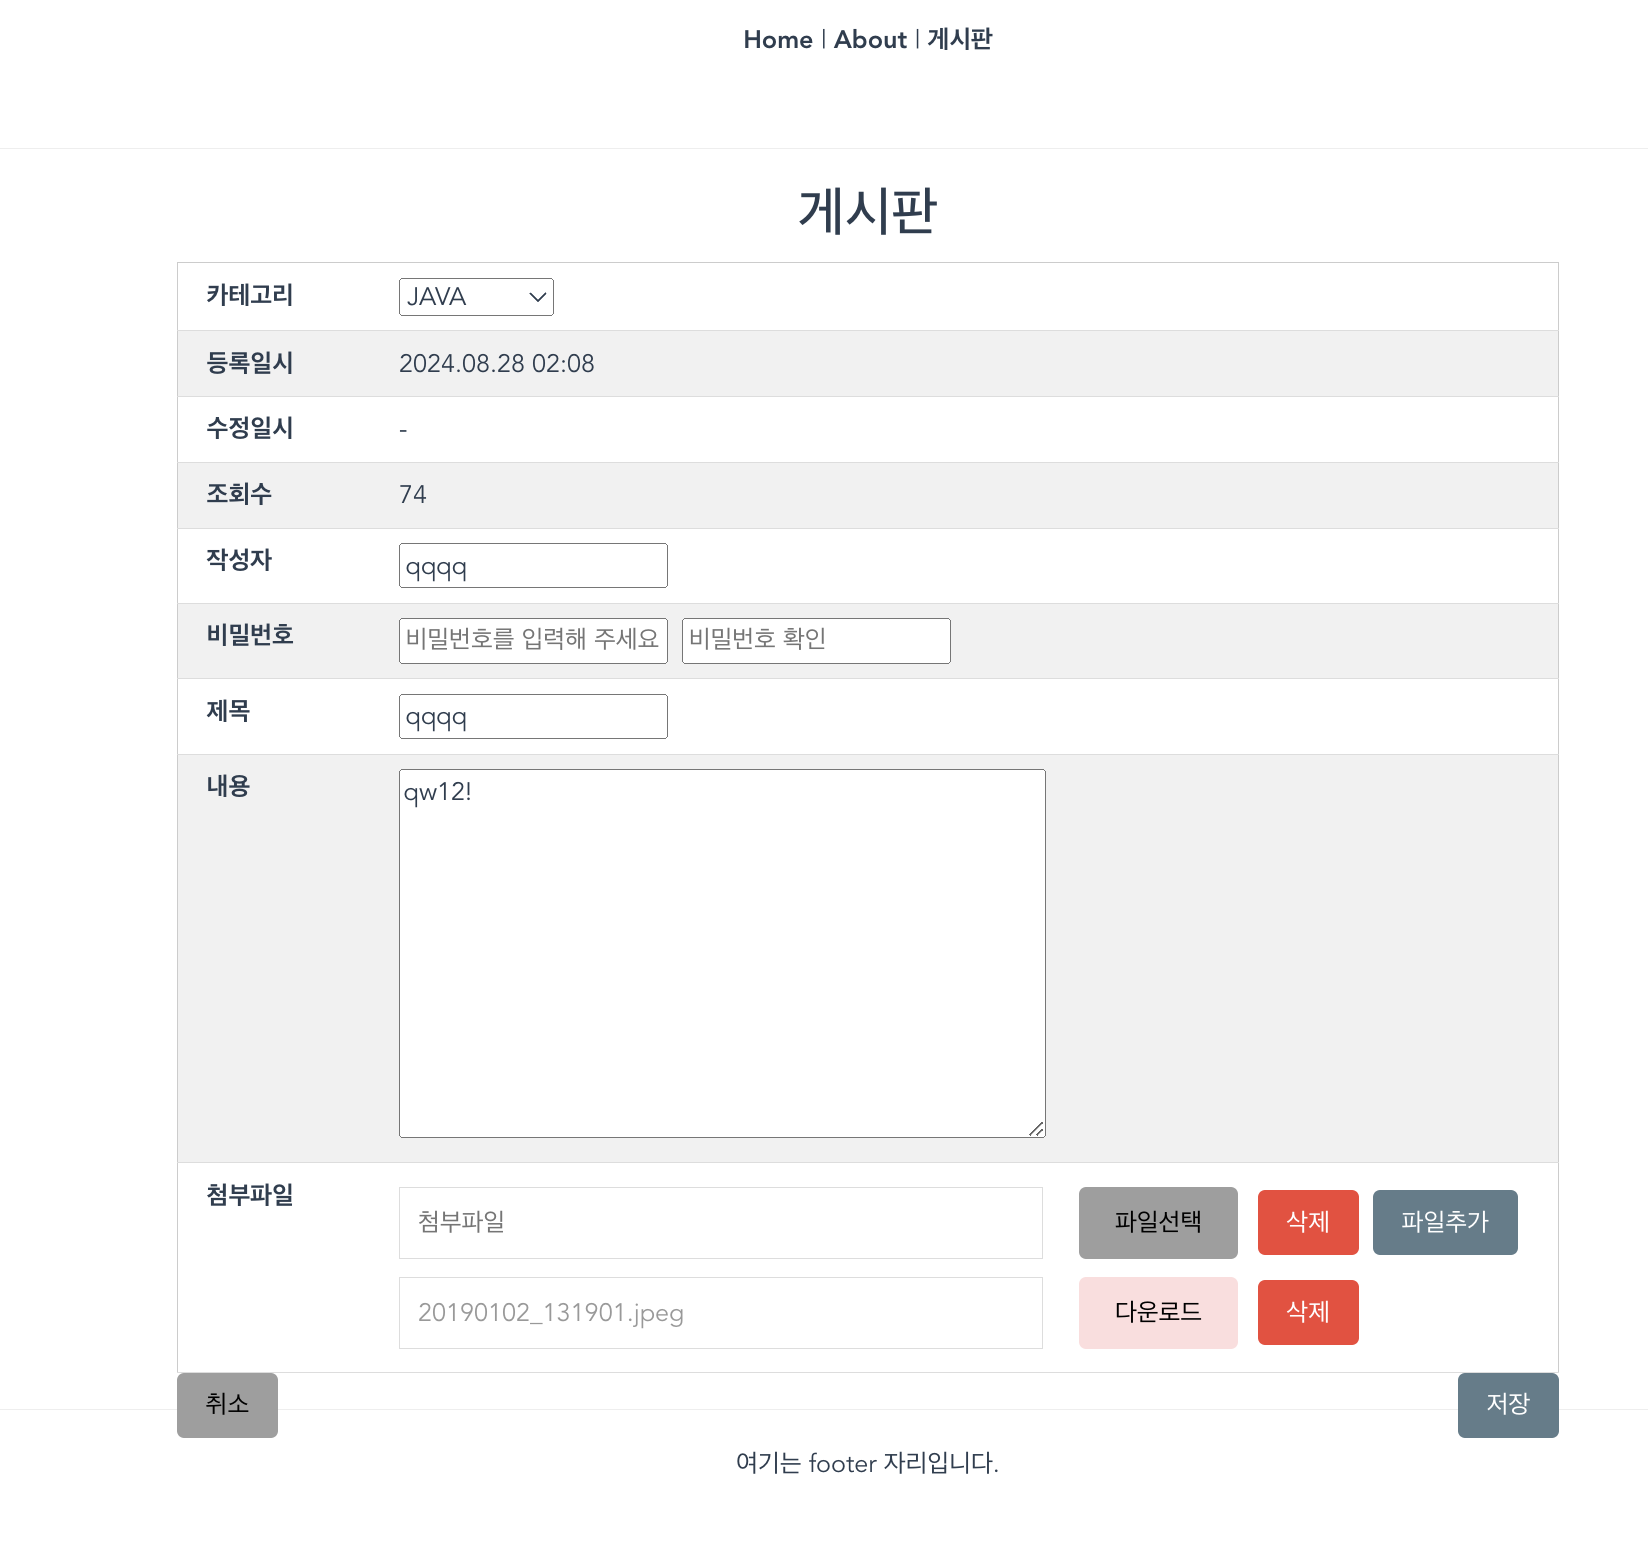 Home | About | 게시판
게시판
카테고리 JAVA
등록일시 2024.08.28 02:08
수정일시 -
조회수 74
작성자 qqqq
비밀번호 비밀번호를 입력해 주세요 비밀번호 확인
제목 qqqq
내용 qw12!
첨부파일 첨부파일 파일선택 삭제 파일추가
20190102_131901.jpeg 다운로드 삭제
취소 저장
여기는 footer 자리입니다.